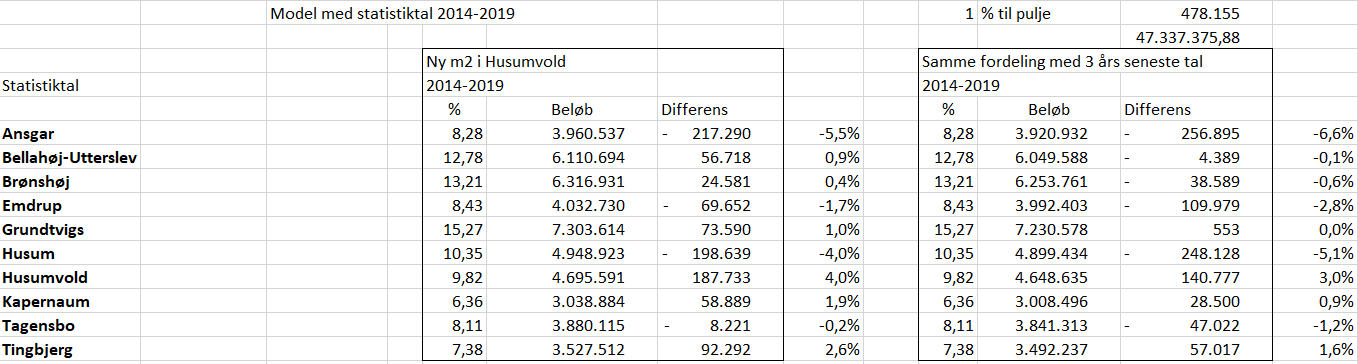 Model med statistiktal 2014-2019 1 % til pulje 478.155
47.337.375,88
Ny m2 i Husumvold Samme fordeling med 3 års seneste tal
Statistiktal 2014-2019 2014-2019
% Beløb Differens % Beløb Differens
Ansgar 8,28 3.960.537 - 217.290 -5,5% 8,28 3.920.932 - 256.895 -6,6%
Bellahøj-Utterslev 12,78 6.110.694 56.718 0,9% 12,78 6.049.588 - 4.389 -0,1%
Brønshøj 13,21 6.316.931 24.581 0,4% 13,21 6.253.761 - 38.589 -0,6%
Emdrup 8,43 4.032.730 - 69.652 -1,7% 8,43 3.992.403 - 109.979 -2,8%
Grundtvigs 15,27 7.303.614 73.590 1,0% 15,27 7.230.578 553 0,0%
Husum 10,35 4.948.923 - 198.639 -4,0% 10,35 4.899.434 - 248.128 -5,1%
Husumvold 9,82 4.695.591 187.733 4,0% 9,82 4.648.635 140.777 3,0%
Kapernaum 6,36 3.038.884 58.889 1,9% 6,36 3.008.496 28.500 0,9%
Tagensbo 8,11 3.880.115 - 8.221 -0,2% 8,11 3.841.313 - 47.022 -1,2%
Tingbjerg 7,38 3.527.512 92.292 2,6% 7,38 3.492.237 57.017 1,6%